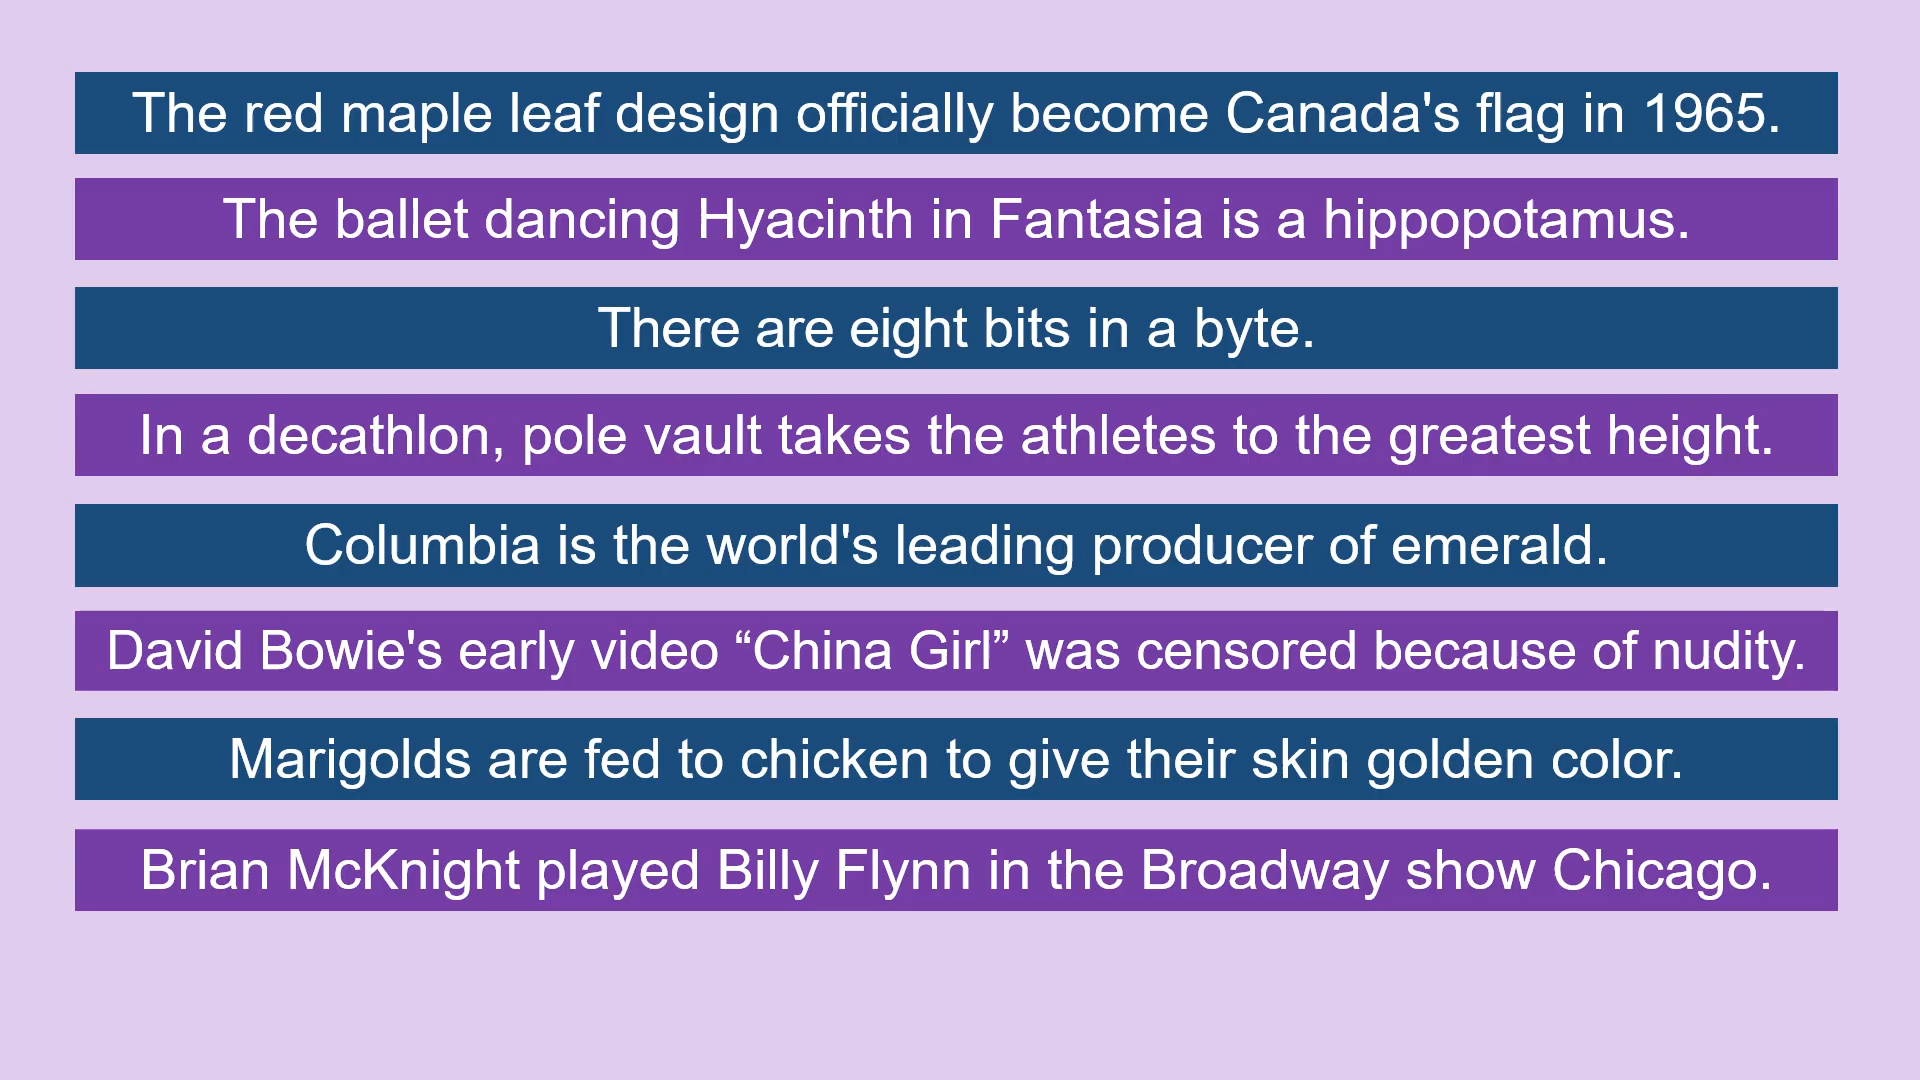 The red maple leaf design officially become Canada's flag in 1965.
The ballet dancing Hyacinth in Fantasia is a hippopotamus.
There are eight bits in a byte.
In a decathlon, pole vault takes the athletes to the greatest height.
Columbia is the world's leading producer of emerald.
David Bowie's early video “China Girl” was censored because of nudity.
Marigolds are fed to chicken to give their skin golden color.
Brian McKnight played Billy Flynn in the Broadway show Chicago.